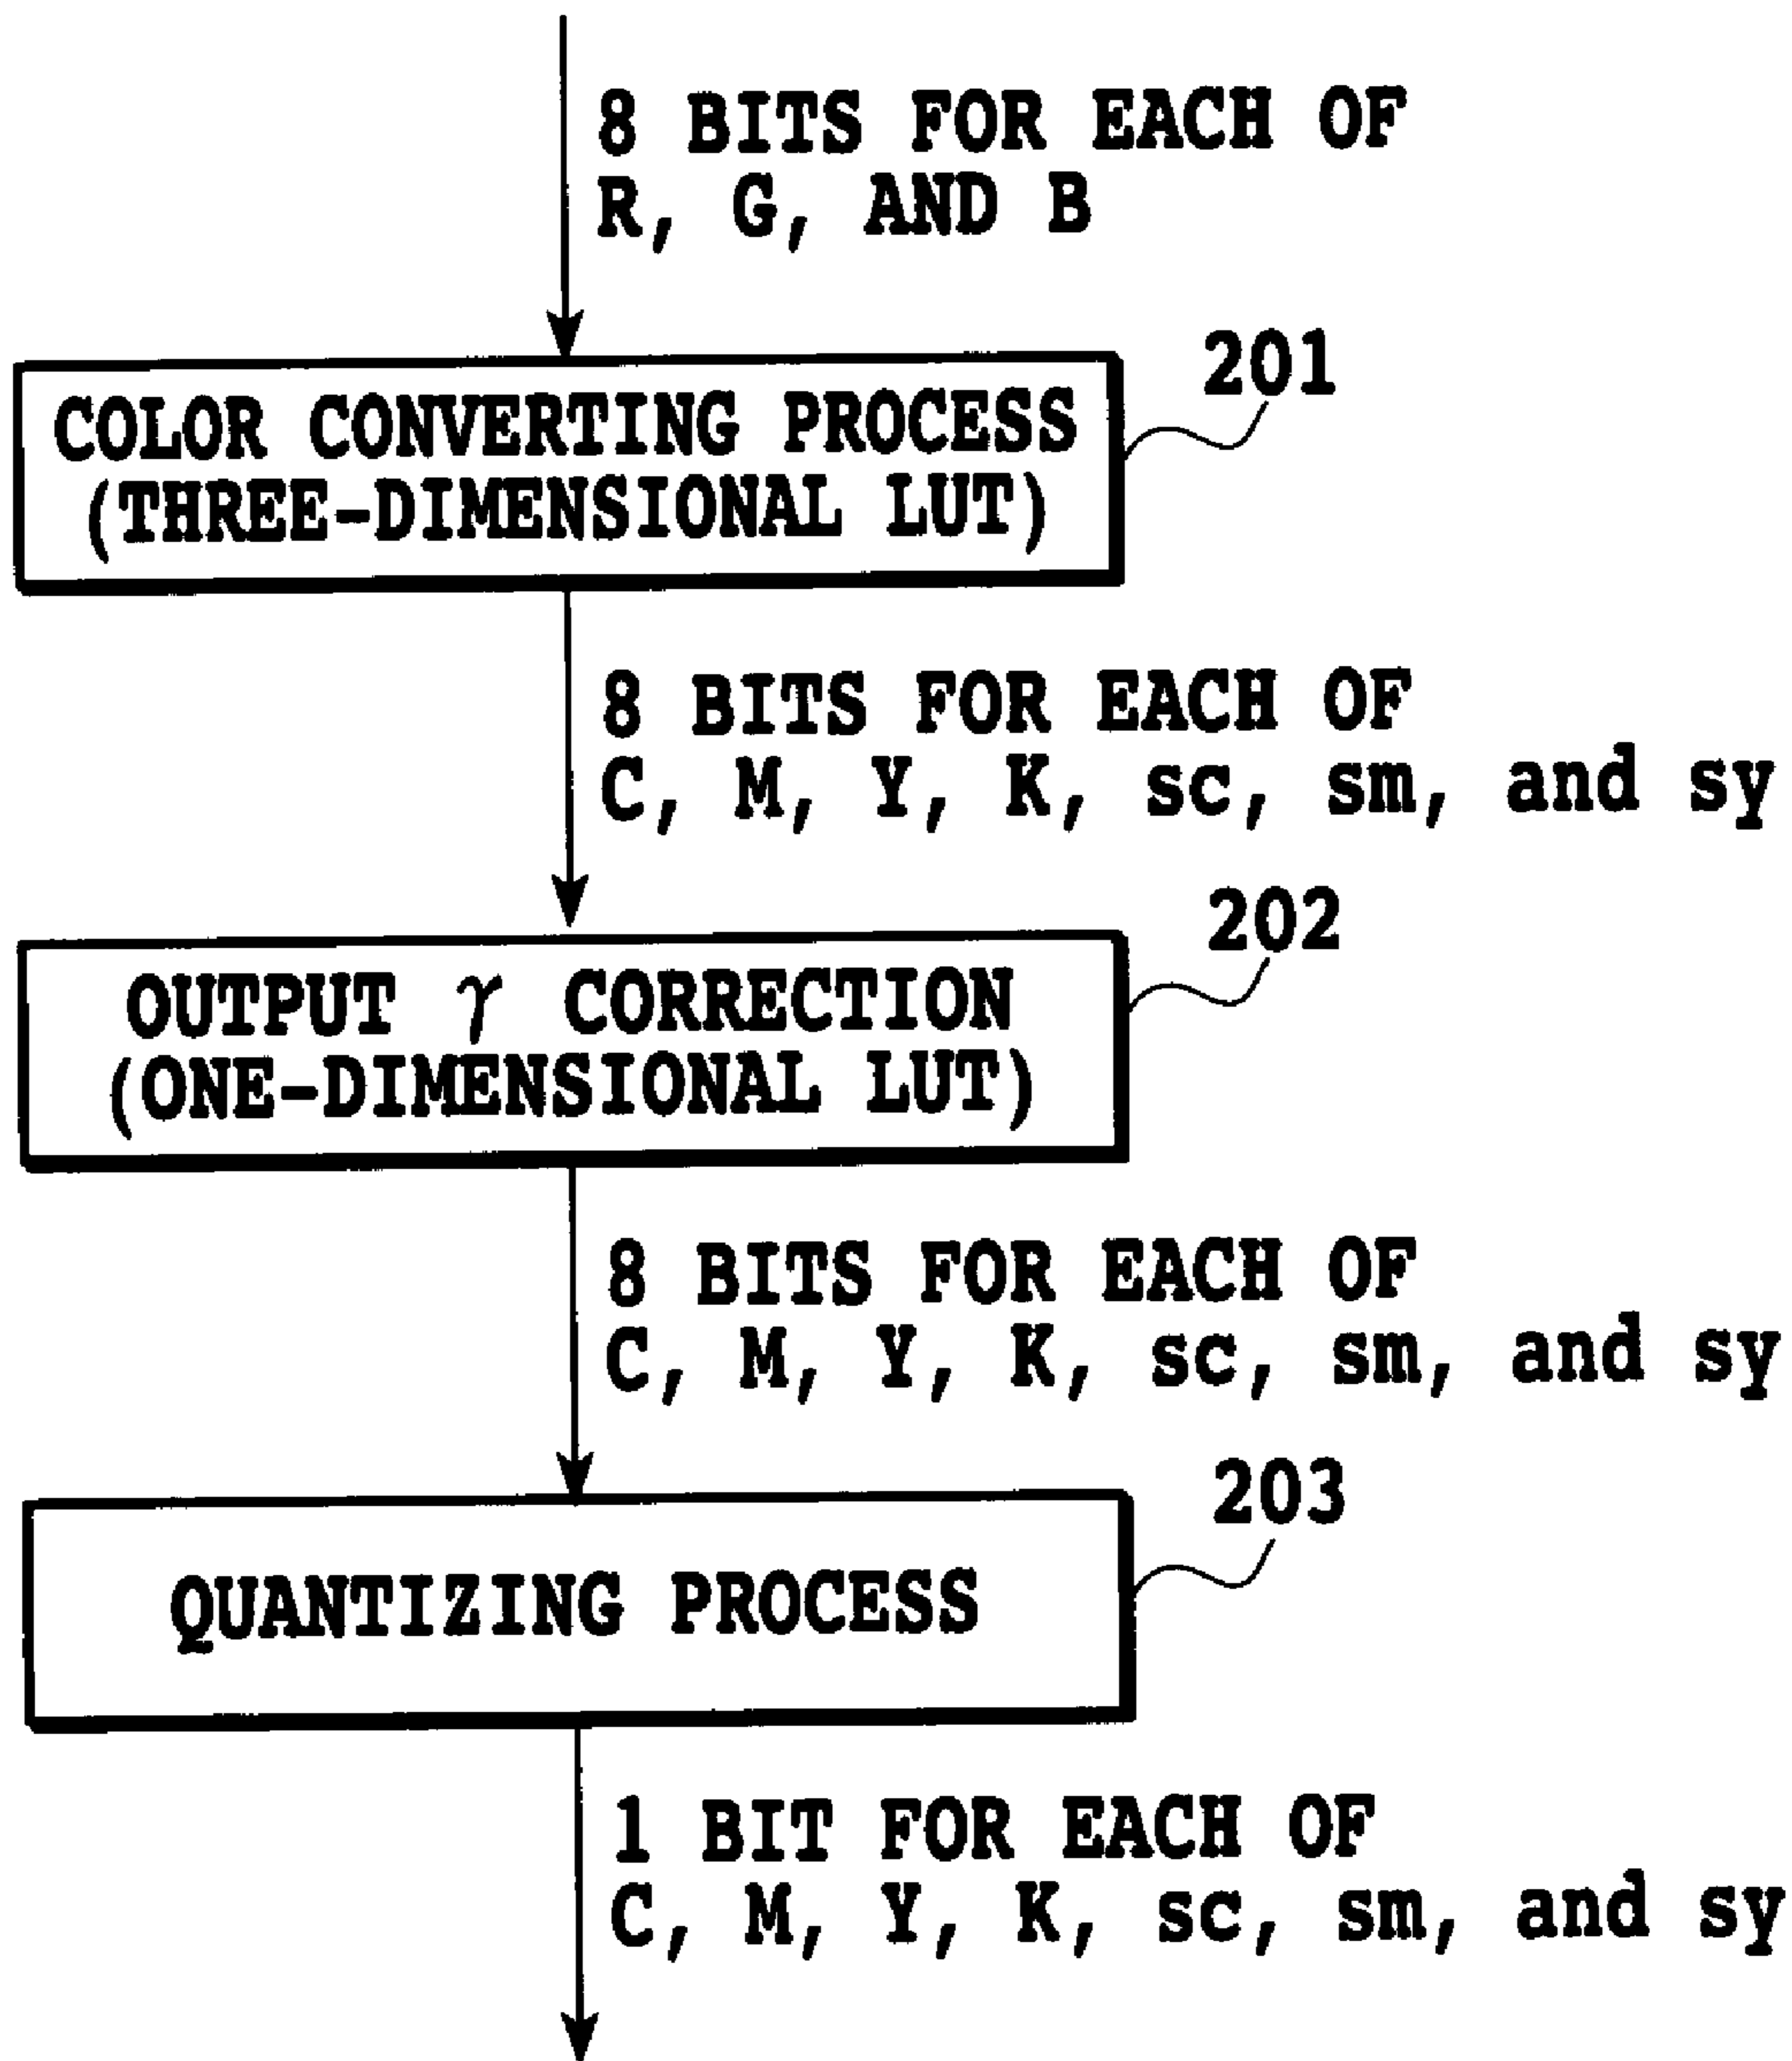 8 BITS FOR EACH OF
R, G, AND B
201
COLOR CONVERTING PROCESS
(THREE-DIMENSIONAL LUT)
8 BITS FOR EACH OF
C, M, Y, K, sc, sm, and sy
202
OUTPUT γ CORRECTION
(ONE-DIMENSIONAL LUT)
8 BITS FOR EACH OF
C, M, Y, K, sc, sm, and sy
203
QUANTIZING PROCESS
1 BIT FOR EACH OF
C, M, Y, K, sc, sm, and sy